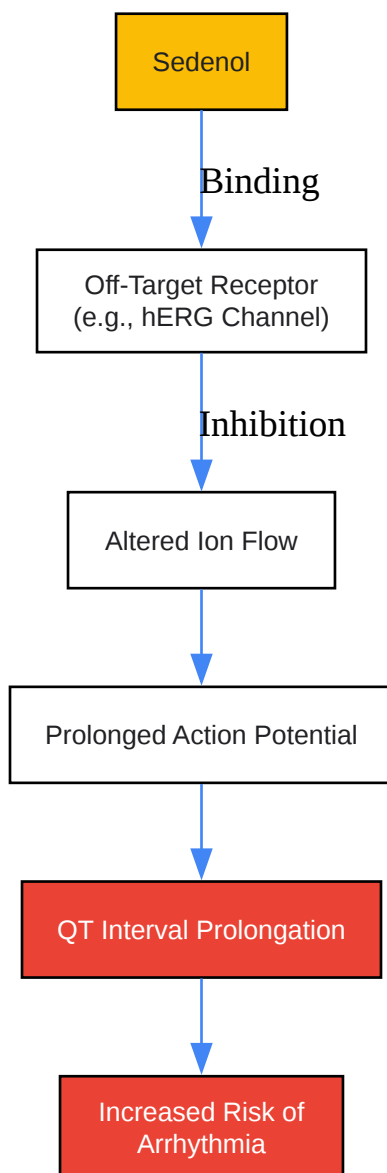 Sedenol
Binding
Off-Target Receptor
(e.g., hERG Channel)
Inhibition
Altered Ion Flow
Prolonged Action Potential
QT Interval Prolongation
Increased Risk of
Arrhythmia